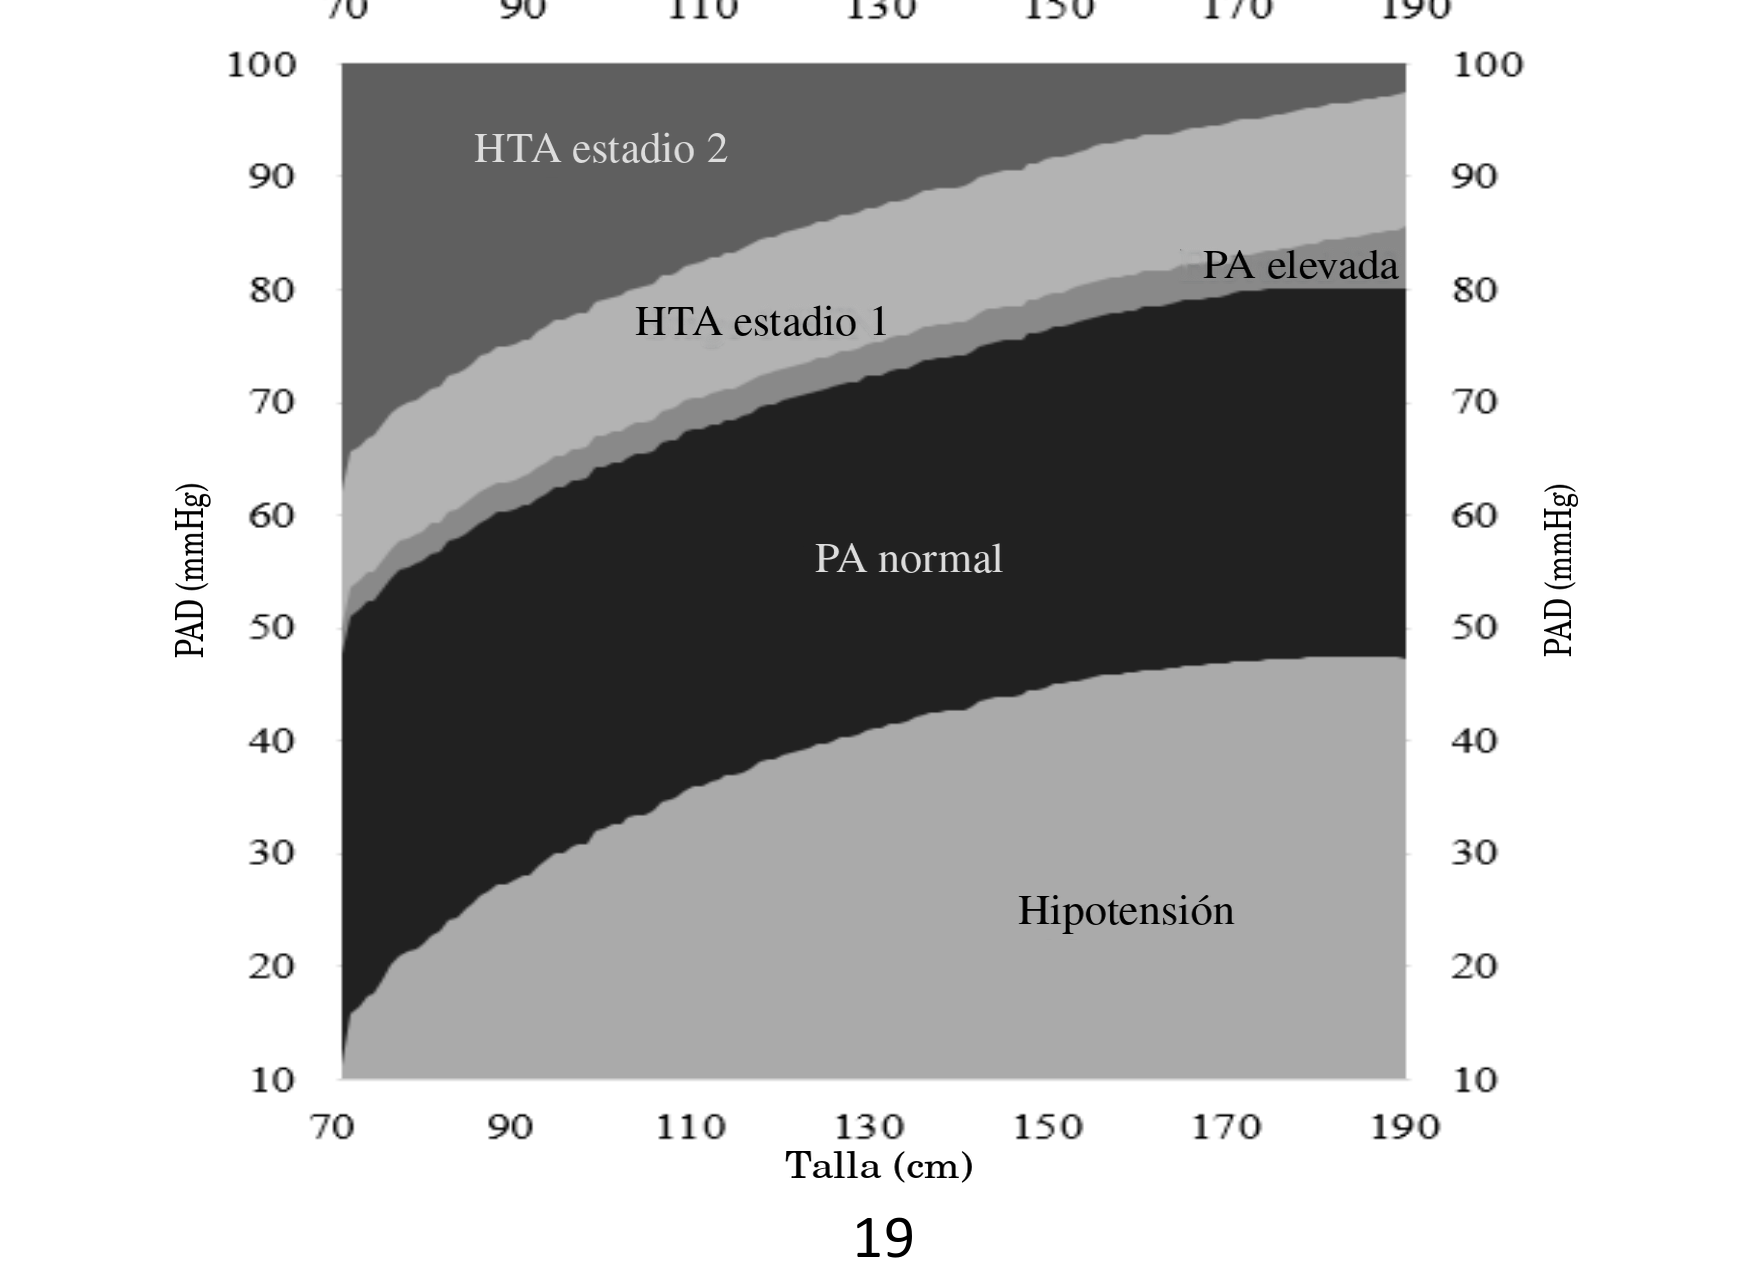 70 90 110 130 150 170 190
100 100
HTA estadio 2
90 90
PA elevada
80 80
HTA estadio 1
70 70
60 60
PAD (mmHg) PAD (mmHg)
PA normal
50 50
40 40
30 30
Hipotensión
20 20
10 10
70 90 110 130 150 170 190
Talla (cm)
19